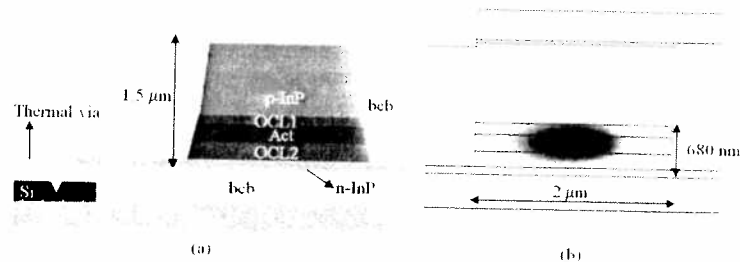 1.5 μm
Thermal via
p-InP
OCL1
Act
OCL2
bcb
Si
bcb
n-InP
(a)
680 nm
2 μm
(b)